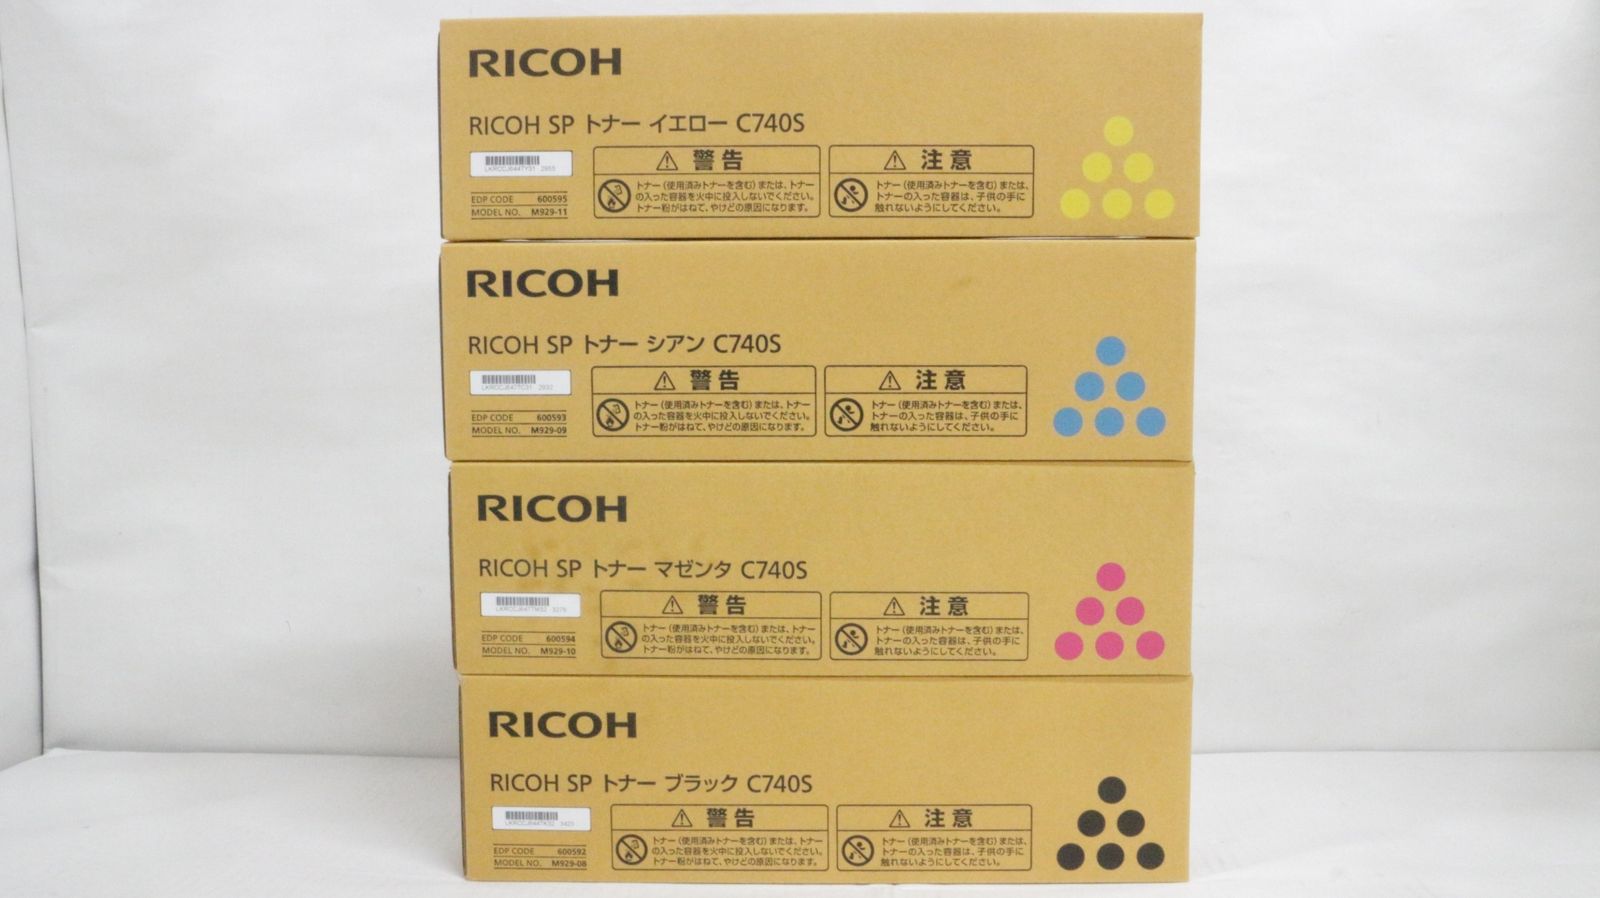 RICOH
RICOH SP トナー イエロー C740S
⚠ 警告
⚠ 注意
トナー(使用済みトナーを含む)または、トナー
の入った容器を火中に投入しないでください。
トナー粉がはねて、やけどの原因になります。
トナー(使用済みトナーを含む)または、
トナーの入った容器は、子供の手に
触れないようにしてください。
EDP CODE 600595
MODEL NO. M929-11
RICOH
RICOH SP トナー シアン C740S
⚠ 警告
⚠ 注意
トナー(使用済みトナーを含む)または、トナー
の入った容器を火中に投入しないでください。
トナー粉がはねて、やけどの原因になります。
トナー(使用済みトナーを含む)または、
トナーの入った容器は、子供の手に
触れないようにしてください。
EDP CODE 600593
MODEL NO. M929-09
RICOH
RICOH SP トナー マゼンタ C740S
⚠ 警告
⚠ 注意
トナー(使用済みトナーを含む)または、トナー
の入った容器を火中に投入しないでください。
トナー粉がはねて、やけどの原因になります。
トナー(使用済みトナーを含む)または、
トナーの入った容器は、子供の手に
触れないようにしてください。
EDP CODE 600594
MODEL NO. M929-10
RICOH
RICOH SP トナー ブラック C740S
⚠ 警告
⚠ 注意
トナー(使用済みトナーを含む)または、トナー
の入った容器を火中に投入しないでください。
トナー粉がはねて、やけどの原因になります。
トナー(使用済みトナーを含む)または、
トナーの入った容器は、子供の手に
触れないようにしてください。
EDP CODE 600592
MODEL NO. M929-08